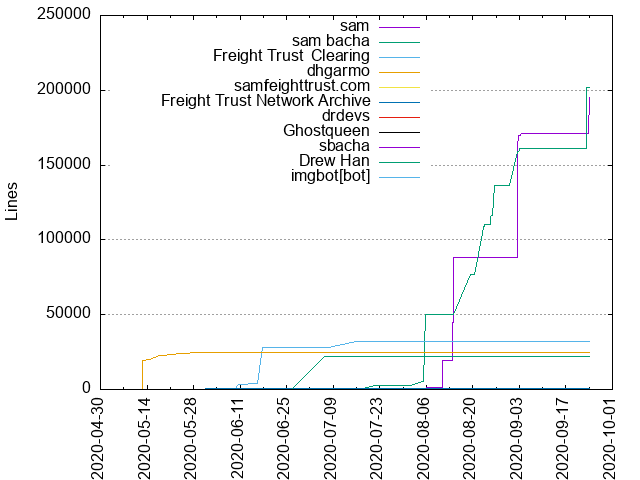 250000
200000
150000
100000
50000
0
Lines
sam
sam bacha
Freight Trust  Clearing
dhgarmo
samfeighttrust.com
Freight Trust Network Archive
drdevs
Ghostqueen
sbacha
Drew Han
imgbot[bot]
2020-04-30
2020-05-14
2020-05-28
2020-06-11
2020-06-25
2020-07-09
2020-07-23
2020-08-06
2020-08-20
2020-09-03
2020-09-17
2020-10-01